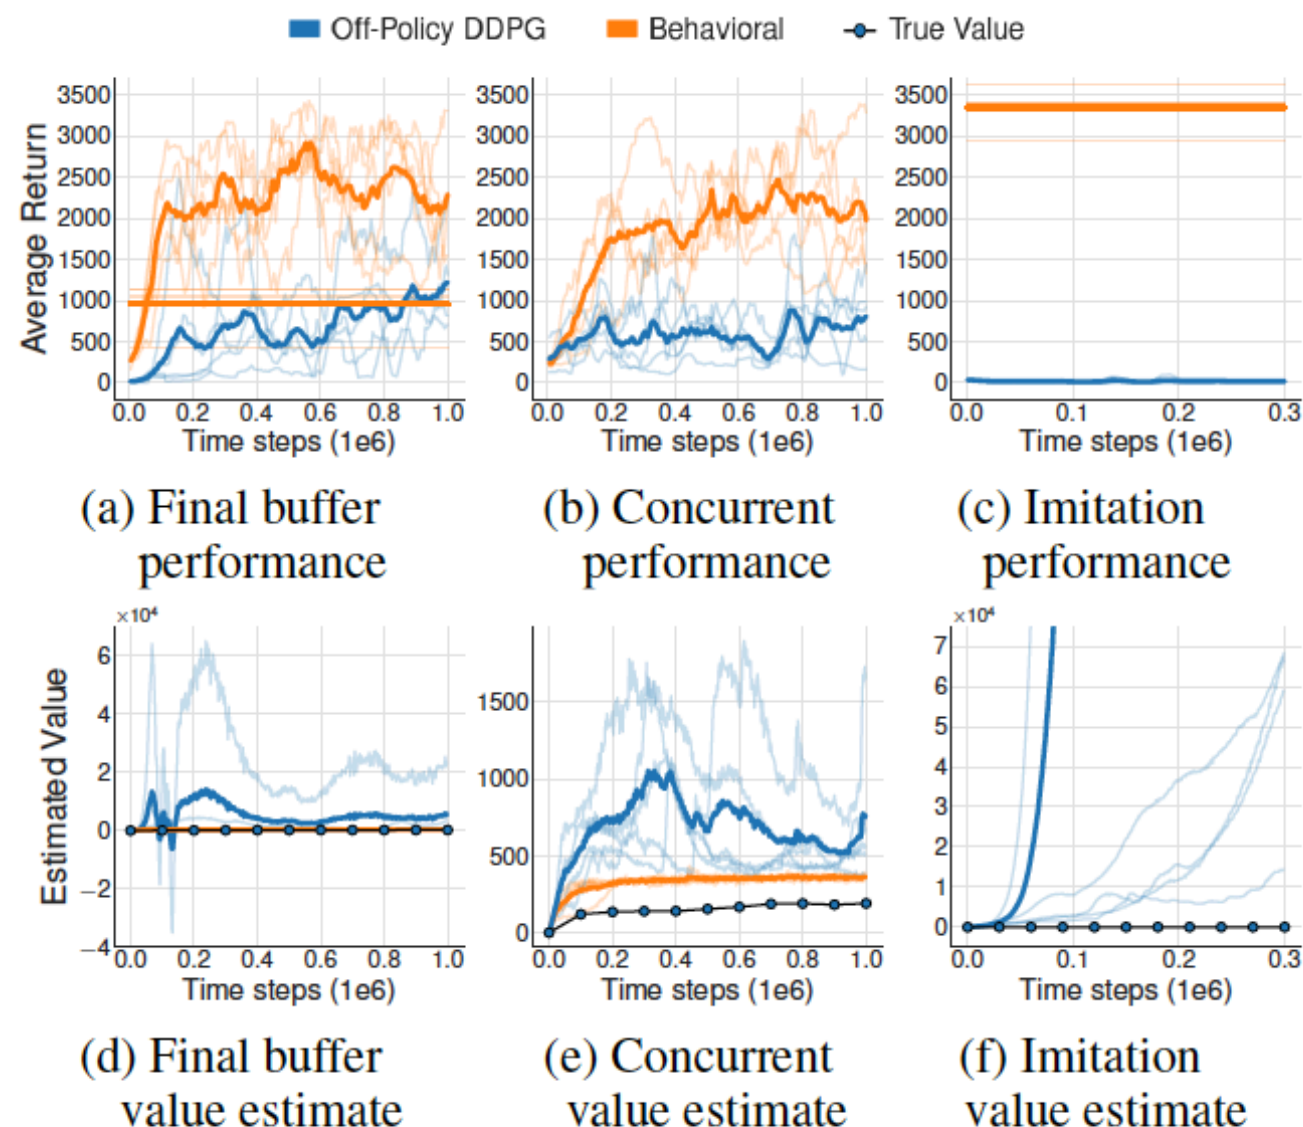 Off-Policy DDPG Behavioral True Value
Average Return
3500
3000
2500
2000
1500
1000
500
0
0.0 0.2 0.4 0.6 0.8 1.0
Time steps (1e6)
(a) Final buffer
performance
3500
3000
2500
2000
1500
1000
500
0
0.0 0.2 0.4 0.6 0.8 1.0
Time steps (1e6)
(b) Concurrent
performance
3500
3000
2500
2000
1500
1000
500
0
0.0 0.1 0.2 0.3
Time steps (1e6)
(c) Imitation
performance
Estimated Value
×10⁴
6
4
2
0
−2
−4
0.0 0.2 0.4 0.6 0.8 1.0
Time steps (1e6)
(d) Final buffer
value estimate
1500
1000
500
0
0.0 0.2 0.4 0.6 0.8 1.0
Time steps (1e6)
(e) Concurrent
value estimate
×10⁴
7
6
5
4
3
2
1
0
0.0 0.1 0.2 0.3
Time steps (1e6)
(f) Imitation
value estimate